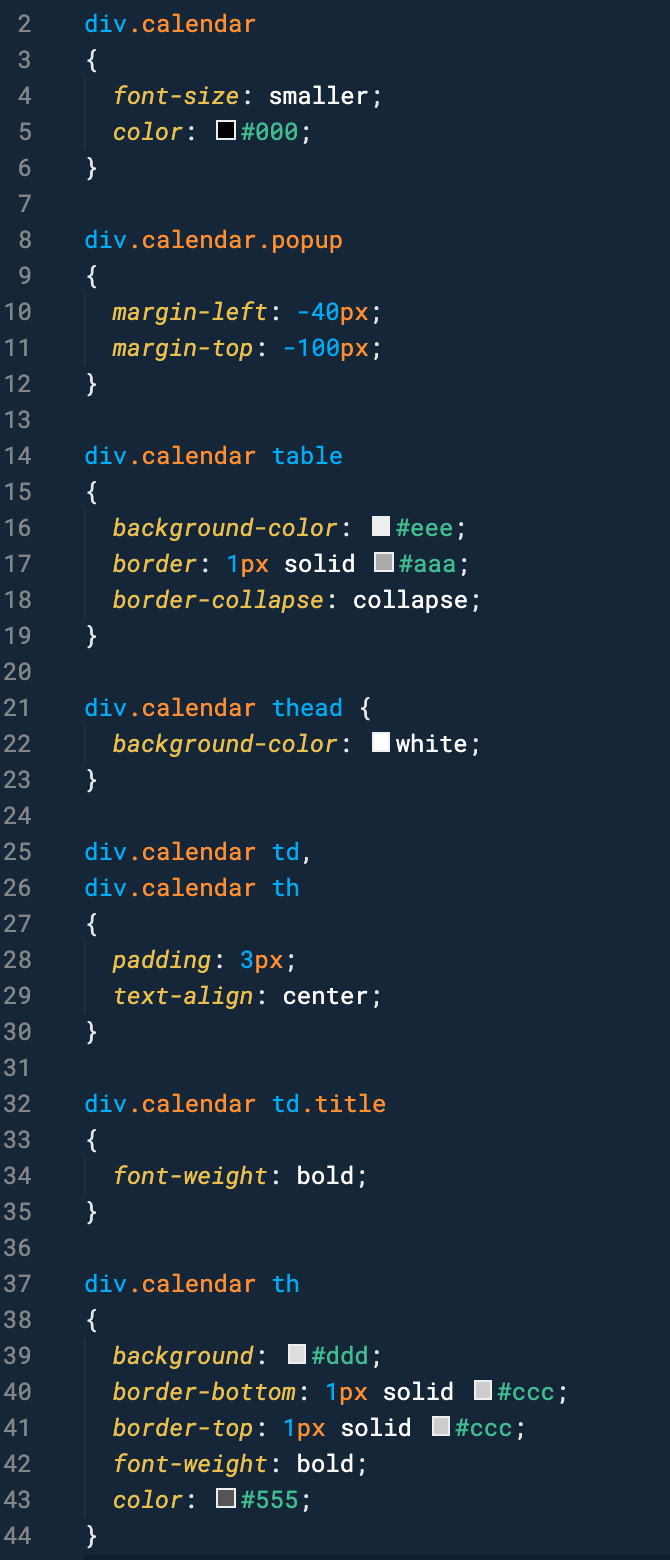 2 div.calendar
3 {
4 font-size: smaller;
5 color: #000;
6 }
7
8 div.calendar.popup
9 {
10 margin-left: -40px;
11 margin-top: -100px;
12 }
13
14 div.calendar table
15 {
16 background-color: #eee;
17 border: 1px solid #aaa;
18 border-collapse: collapse;
19 }
20
21 div.calendar thead {
22 background-color: white;
23 }
24
25 div.calendar td,
26 div.calendar th
27 {
28 padding: 3px;
29 text-align: center;
30 }
31
32 div.calendar td.title
33 {
34 font-weight: bold;
35 }
36
37 div.calendar th
38 {
39 background: #ddd;
40 border-bottom: 1px solid #ccc;
41 border-top: 1px solid #ccc;
42 font-weight: bold;
43 color: #555;
44 }